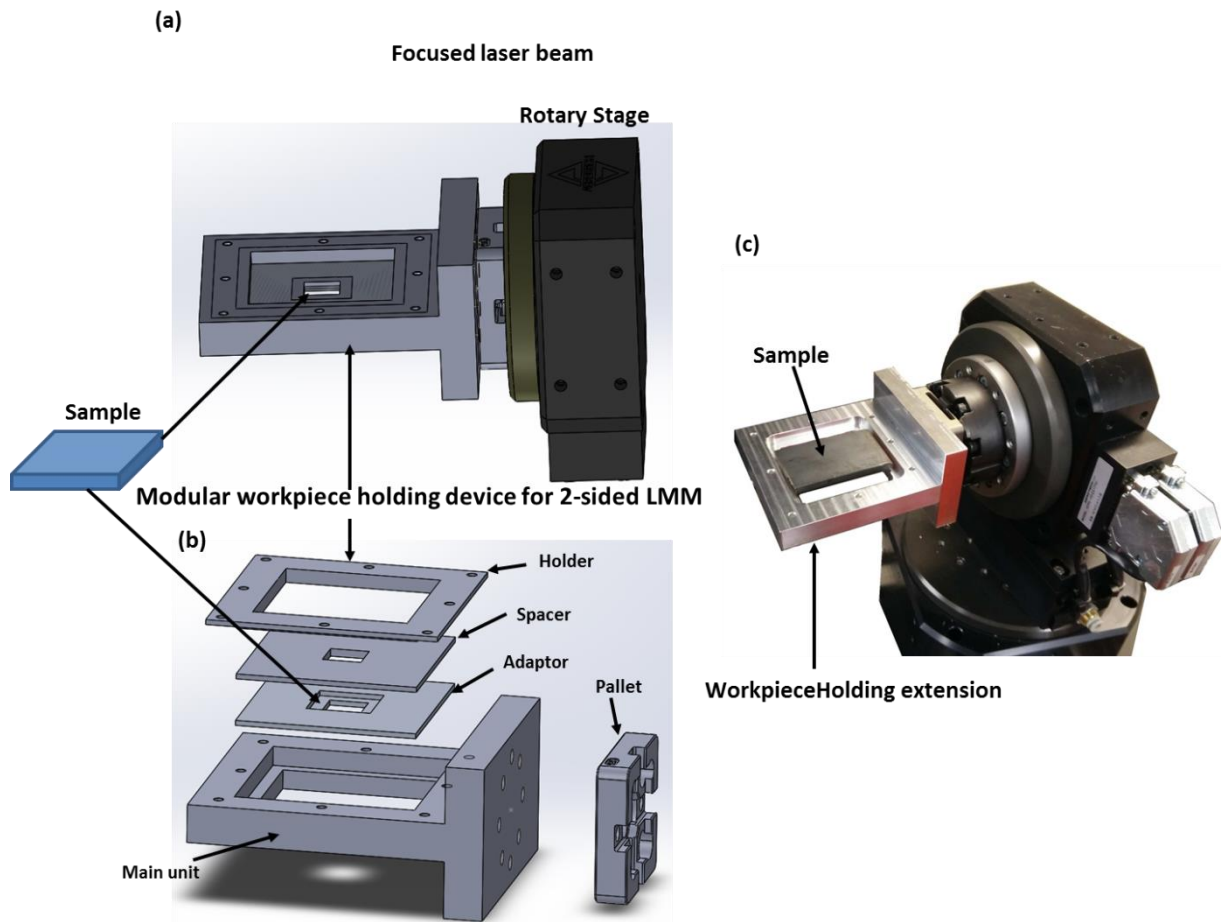 (a)
Focused laser beam
Rotary Stage
(c)
Sample
Sample
Modular workpiece holding device for 2-sided LMM
(b)
Holder
Spacer
Adaptor
Pallet
WorkpieceHolding extension
Main unit